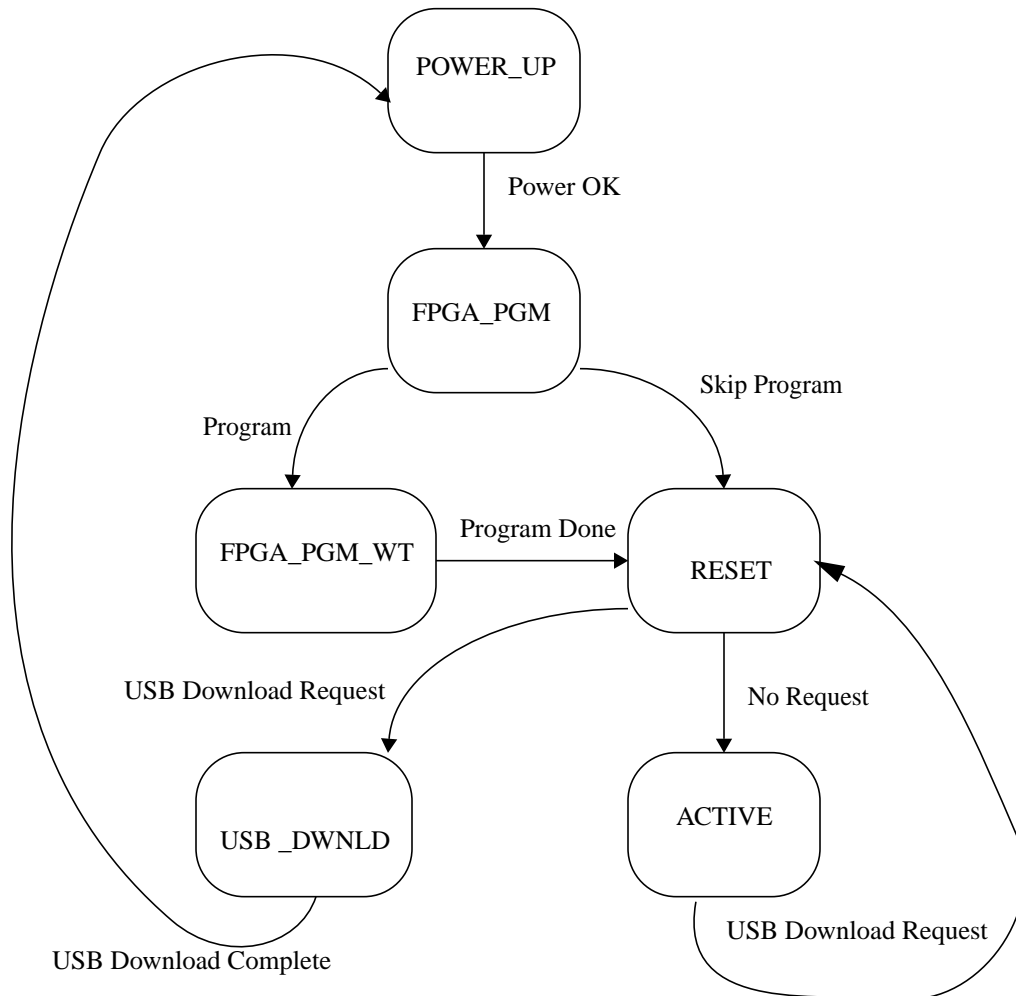 POWER_UP
Power OK
FPGA_PGM
Skip Program
Program
Program Done
FPGA_PGM_WT
RESET
USB Download Request
No Request
ACTIVE
USB _DWNLD
USB Download Request
USB Download Complete